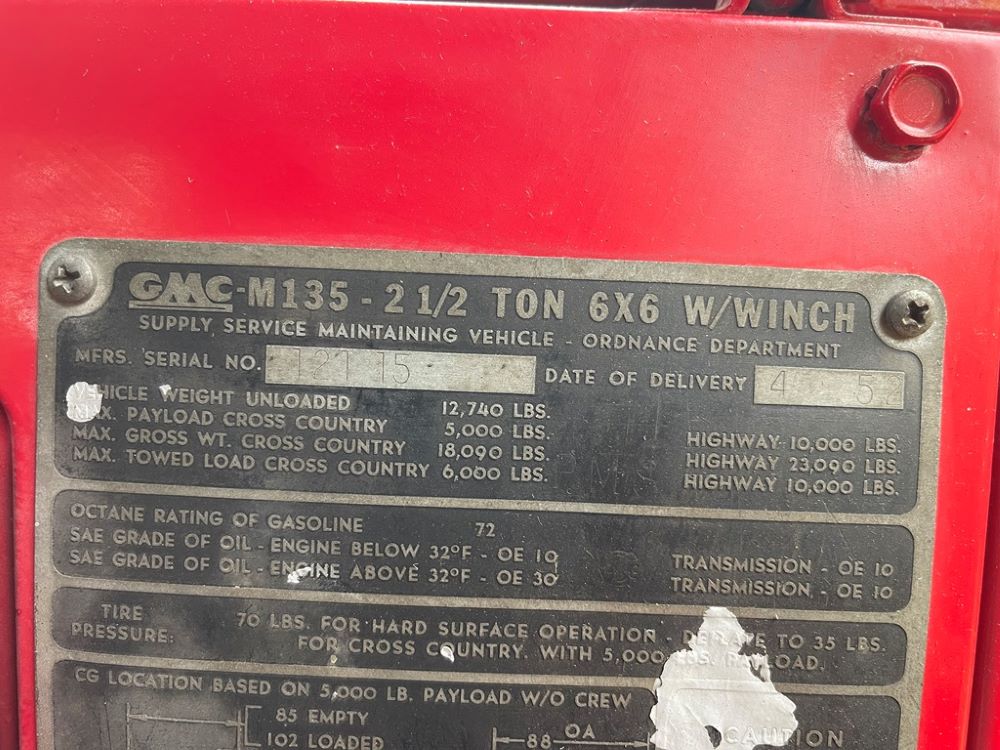 GMC-M135 - 2 1/2 TON 6X6 W/WINCH
SUPPLY, SERVICE MAINTAINING VEHICLE - ORDNANCE DEPARTMENT
MFRS. SERIAL NO. 12115 DATE OF DELIVERY 4 52
VEHICLE WEIGHT UNLOADED 12,740 LBS.
MAX. PAYLOAD CROSS COUNTRY 5,000 LBS. HIGHWAY 10,000 LBS.
MAX. GROSS WT. CROSS COUNTRY 18,090 LBS. HIGHWAY 23,090 LBS.
MAX. TOWED LOAD CROSS COUNTRY 6,000 LBS. HIGHWAY 10,000 LBS.
OCTANE RATING OF GASOLINE 72
SAE GRADE OF OIL - ENGINE BELOW 32°F - OE 10 TRANSMISSION - OE 10
SAE GRADE OF OIL - ENGINE ABOVE 32°F - OE 30 TRANSMISSION - OE 10
TIRE PRESSURE: 70 LBS. FOR HARD SURFACE OPERATION - DEFLATE TO 35 LBS.
FOR CROSS COUNTRY. WITH 5,000 LBS. PAYLOAD.
CG LOCATION BASED ON 5,000 LB. PAYLOAD W/O CREW
85 EMPTY
102 LOADED
88 OA
CAUTION